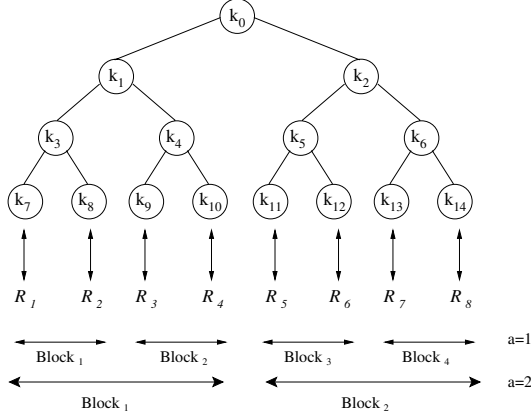 k0
k1 k2
k3 k4 k5 k6
k7 k8 k9 k10 k11 k12 k13 k14
R1 R2 R3 R4 R5 R6 R7 R8
Block1 Block2 Block3 Block4 a=1
Block1 Block2 a=2